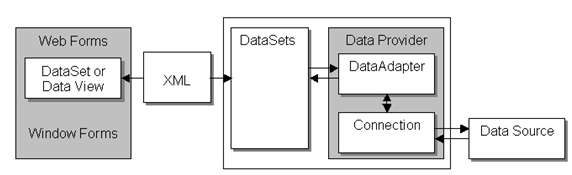 Web Forms
DataSet or
Data View
Window Forms
XML
DataSets
Data Provider
DataAdapter
Connection
Data Source